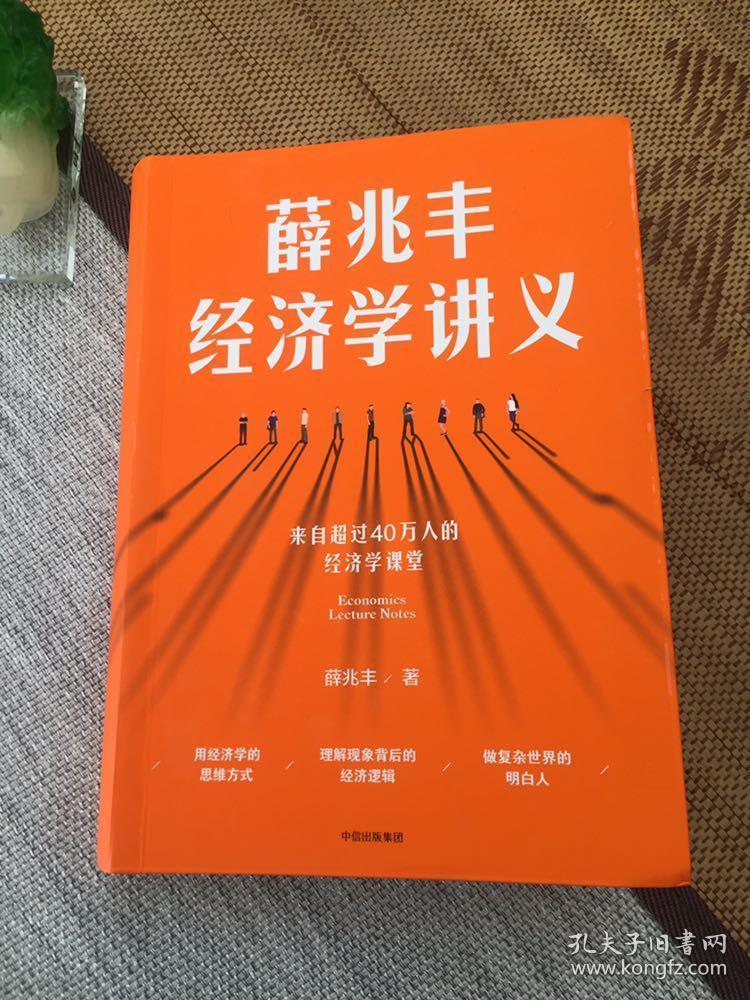 薛兆丰
经济学讲义
来自超过40万人的
经济学课堂
Economics
Lecture Notes
薛兆丰 / 著
用经济学的
思维方式
理解现象背后的
经济逻辑
做复杂世界的
明白人
中信出版集团
孔夫子旧書网
www.kongfz.com